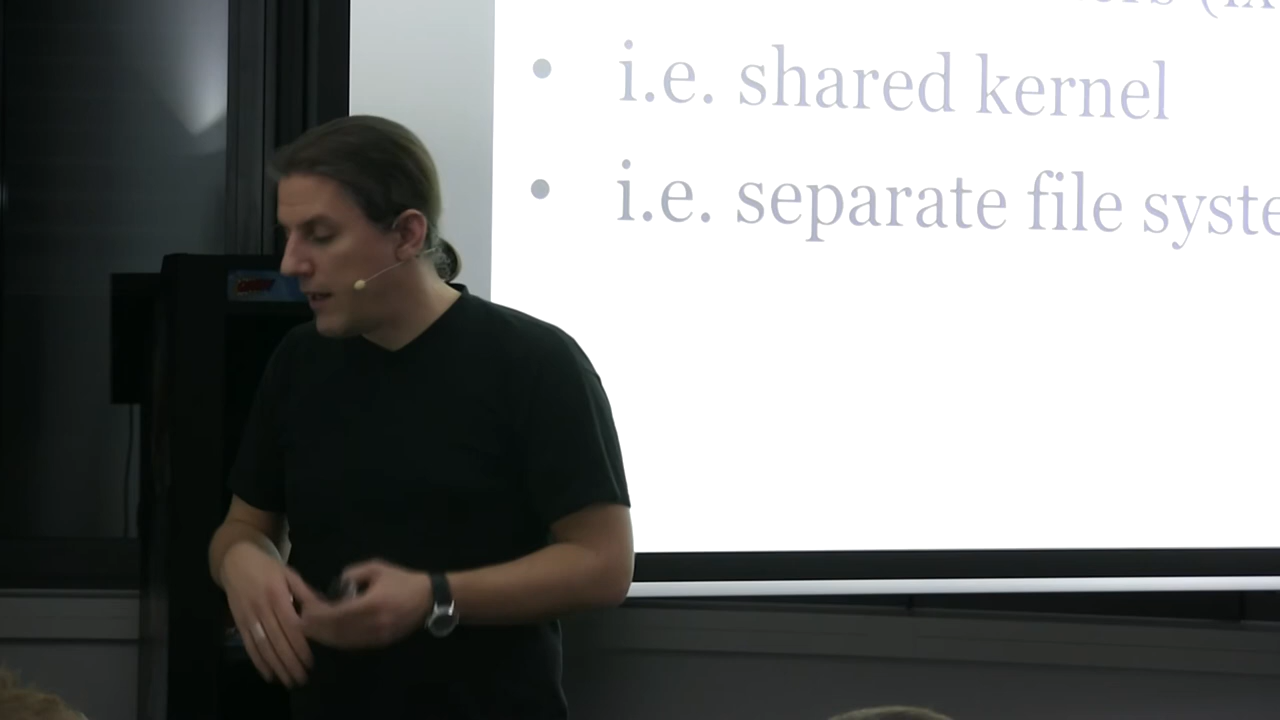 • i.e. shared kernel
• i.e. separate file syste